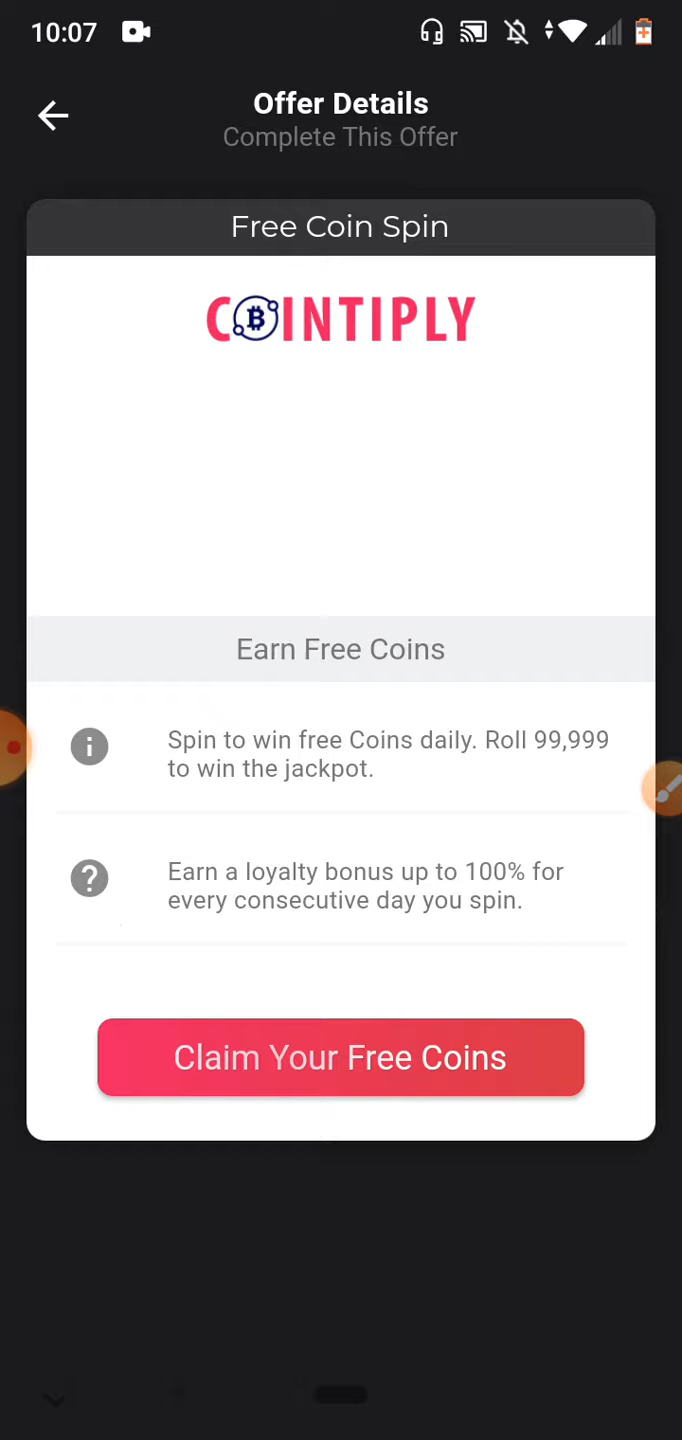 10:07
Offer Details
Complete This Offer
Free Coin Spin
COINTIPLY
Earn Free Coins
Spin to win free Coins daily. Roll 99,999
to win the jackpot.
Earn a loyalty bonus up to 100% for
every consecutive day you spin.
Claim Your Free Coins